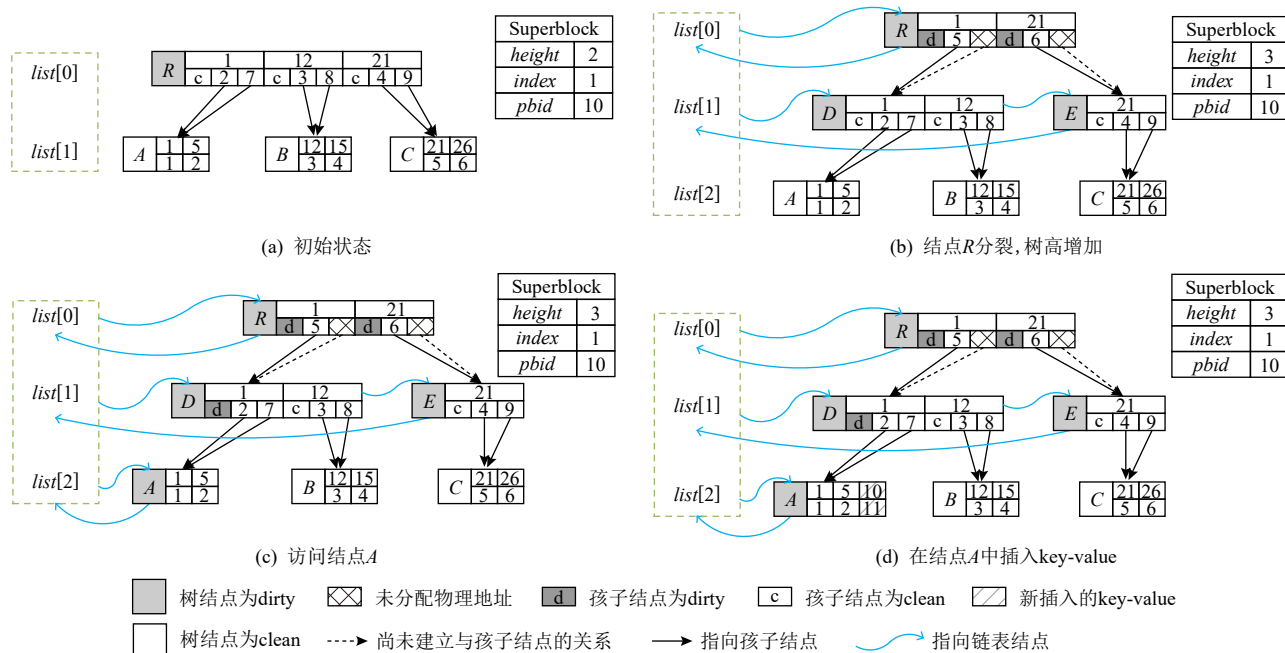 list[0]
R
1 12 21
c 2 7 c 3 8 c 4 9
Superblock
height 2
index 1
pbid 10
list[1]
A
1 5
1 2
B
12 15
3 4
C
21 26
5 6
(a) 初始状态
list[0]
R
1 21
d 5 d 6
Superblock
height 3
index 1
pbid 10
list[1]
D
1 12
c 2 7 c 3 8
E
21
c 4 9
list[2]
A
1 5
1 2
B
12 15
3 4
C
21 26
5 6
(b) 结点R分裂,树高增加
list[0]
R
1 21
d 5 d 6
Superblock
height 3
index 1
pbid 10
list[1]
D
1 12
d 2 7 c 3 8
E
21
c 4 9
list[2]
A
1 5
1 2
B
12 15
3 4
C
21 26
5 6
(c) 访问结点A
list[0]
R
1 21
d 5 d 6
Superblock
height 3
index 1
pbid 10
list[1]
D
1 12
d 2 7 c 3 8
E
21
c 4 9
list[2]
A
1 5 10
1 2 11
B
12 15
3 4
C
21 26
5 6
(d) 在结点A中插入key-value
树结点为dirty 未分配物理地址 d 孩子结点为dirty c 孩子结点为clean 新插入的key-value
树结点为clean 尚未建立与孩子结点的关系 指向孩子结点 指向链表结点